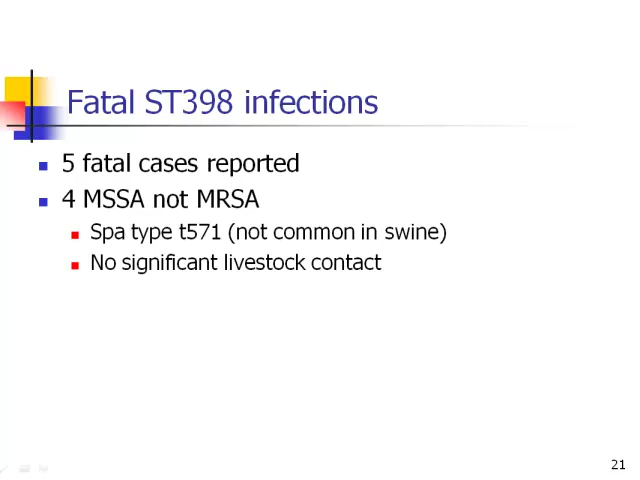 Fatal ST398 infections
5 fatal cases reported
4 MSSA not MRSA
Spa type t571 (not common in swine)
No significant livestock contact
21